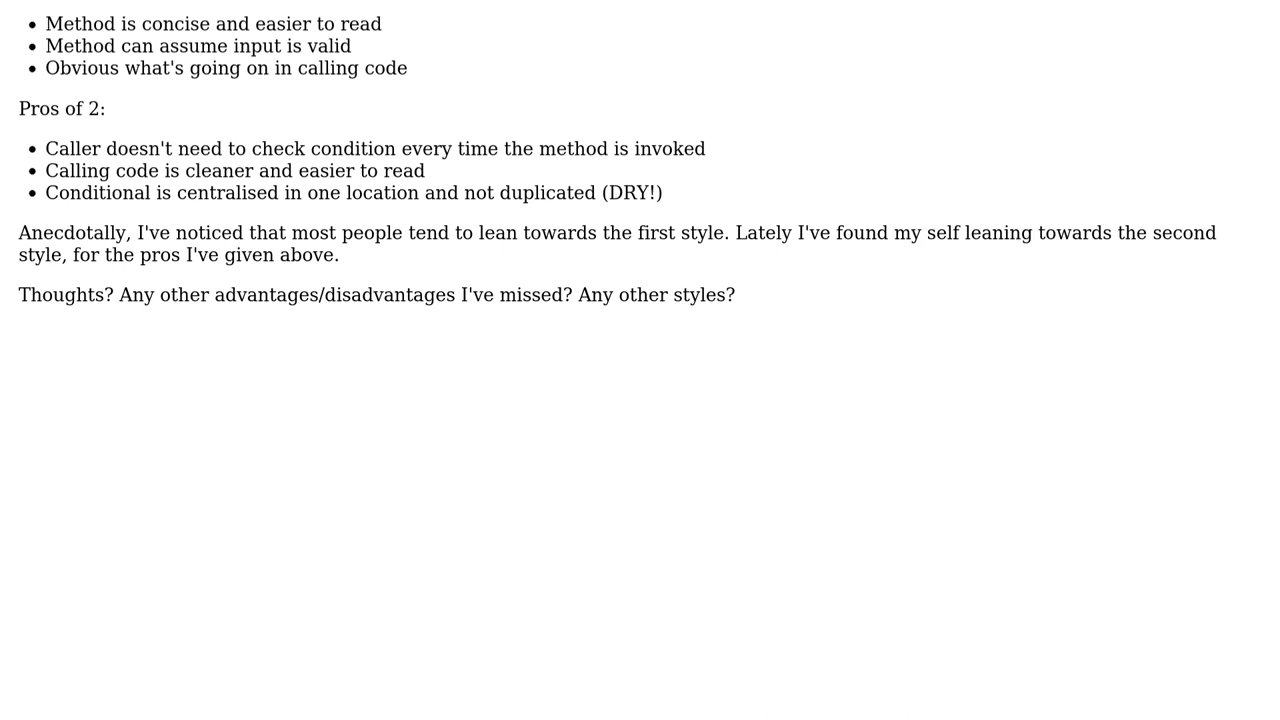 • Method is concise and easier to read
• Method can assume input is valid
• Obvious what's going on in calling code
Pros of 2:
• Caller doesn't need to check condition every time the method is invoked
• Calling code is cleaner and easier to read
• Conditional is centralised in one location and not duplicated (DRY!)
Anecdotally, I've noticed that most people tend to lean towards the first style. Lately I've found my self leaning towards the second
style, for the pros I've given above.
Thoughts? Any other advantages/disadvantages I've missed? Any other styles?